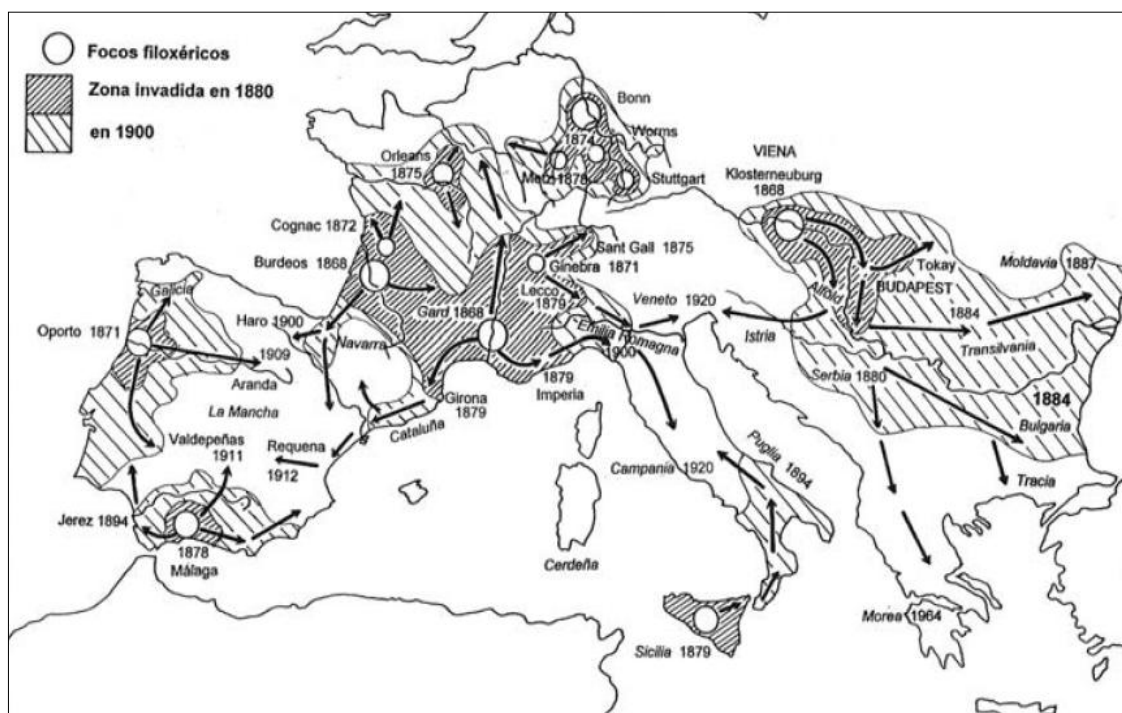 Focos filoxéricos
Zona invadida en 1880
en 1900
Bonn
1874
Worms
Metz 1878
Stuttgart
Orleans
1875
VIENA
Klosterneuburg
1868
Cognac 1872
Burdeos 1868
Sant Gall 1875
Ginebra 1871
Lecco
1879
Gard 1868
Tokay
BUDAPEST
Alföld
Moldavia 1887
1884
Transilvania
Galicia
Oporto 1871
Haro 1900
Navarra
1909
Aranda
Veneto 1920
Emilia Romagna
1900
Istria
1879
Imperia
Girona
1879
Cataluña
Serbia 1880
1884
Bulgaria
La Mancha
Valdepeñas
1911
Requena
1912
Campania 1920
Puglia 1894
Tracia
Jerez 1894
1878
Málaga
Cerdeña
Sicilia 1879
Morea 1964